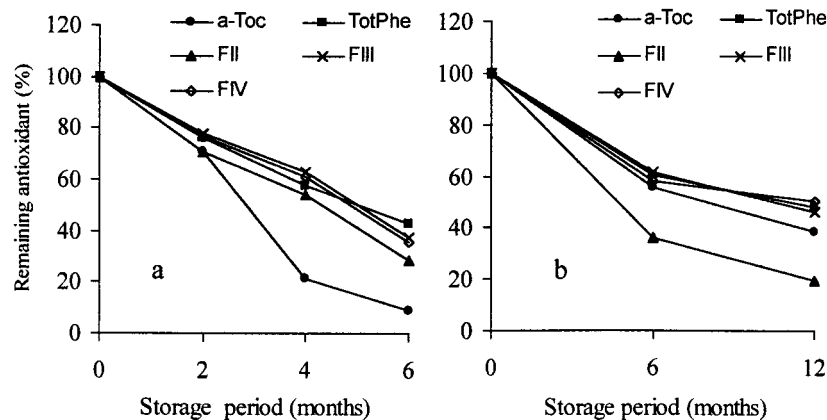 a-Toc TotPhe
FII FIII
FIV
Remaining antioxidant (%)
120
100
80
60
40
20
0
a
0 2 4 6
Storage period (months)
a-Toc TotPhe
FII FIII
FIV
120
100
80
60
40
20
0
b
0 6 12
Storage period (months)